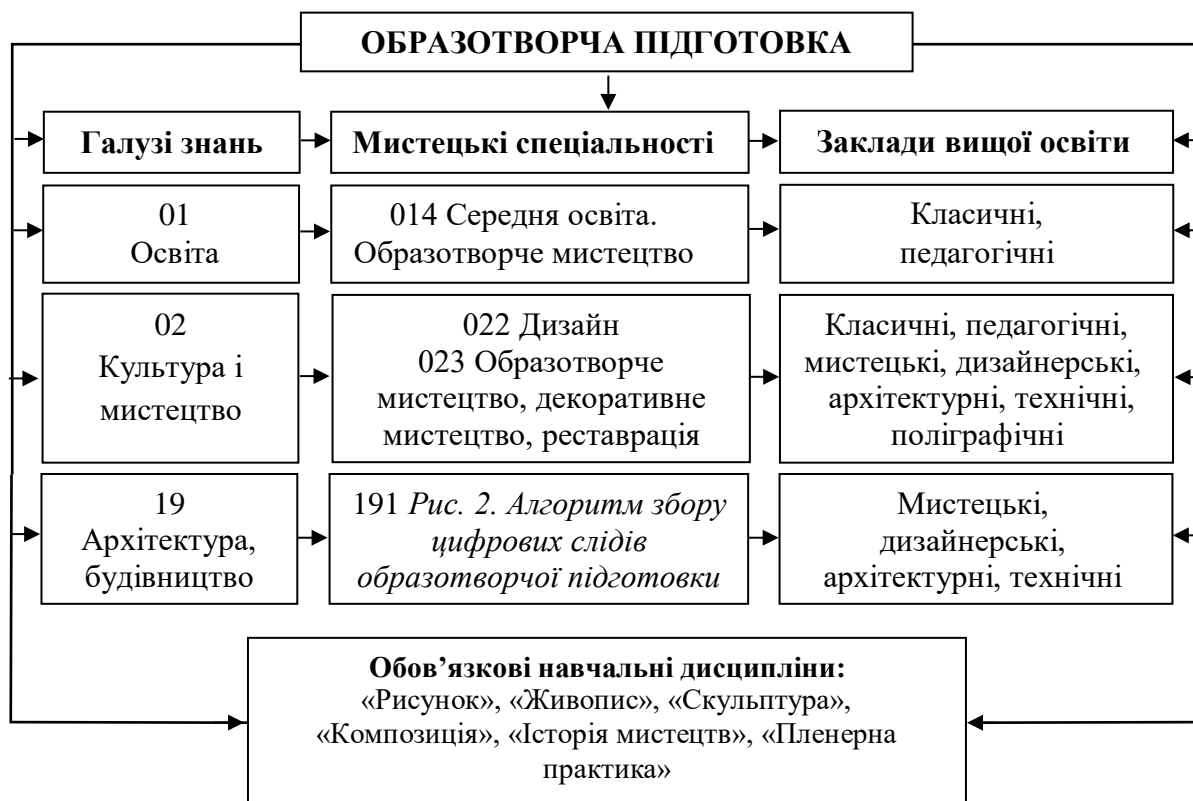 ОБРАЗОТВОРЧА ПІДГОТОВКА
Галузі знань
Мистецькі спеціальності
Заклади вищої освіти
01
Освіта
014 Середня освіта.
Образотворче мистецтво
Класичні,
педагогічні
02
Культура і
мистецтво
022 Дизайн
023 Образотворче
мистецтво, декоративне
мистецтво, реставрація
Класичні, педагогічні,
мистецькі, дизайнерські,
архітектурні, технічні,
поліграфічні
19
Архітектура,
будівництво
191 Рис. 2. Алгоритм збору
цифрових слідів
образотворчої підготовки
Мистецькі,
дизайнерські,
архітектурні, технічні
Обов’язкові навчальні дисципліни:
«Рисунок», «Живопис», «Скульптура»,
«Композиція», «Історія мистецтв», «Пленерна
практика»